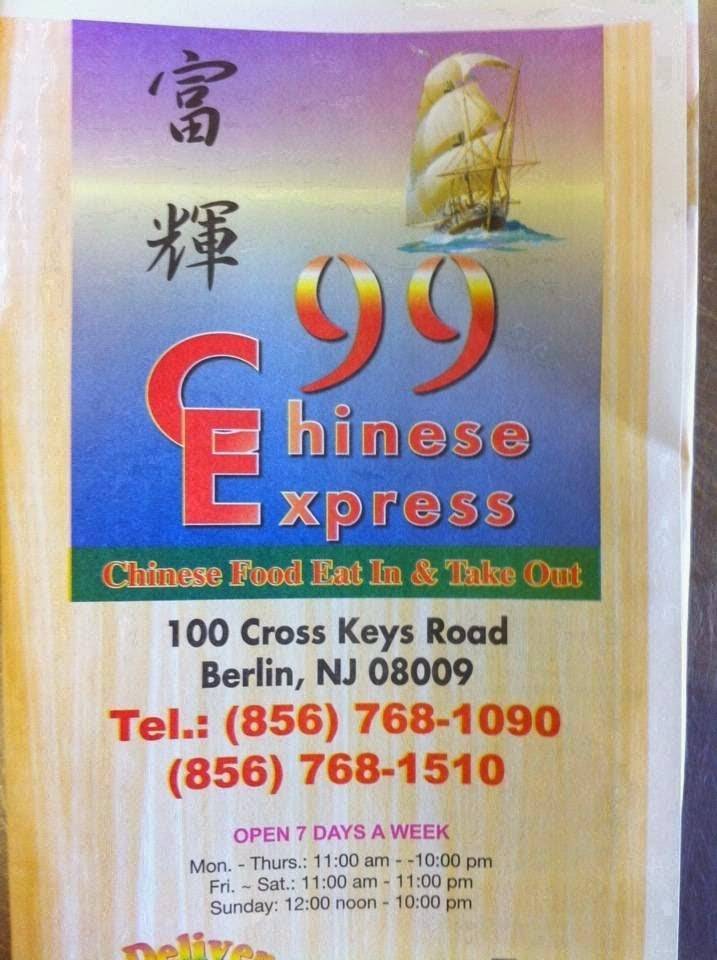 富
輝
99
Chinese
Express
Chinese Food Eat In & Take Out
100 Cross Keys Road
Berlin, NJ 08009
Tel.: (856) 768-1090
(856) 768-1510
OPEN 7 DAYS A WEEK
Mon. - Thurs.: 11:00 am - -10:00 pm
Fri. ~ Sat.: 11:00 am - 11:00 pm
Sunday: 12:00 noon - 10:00 pm